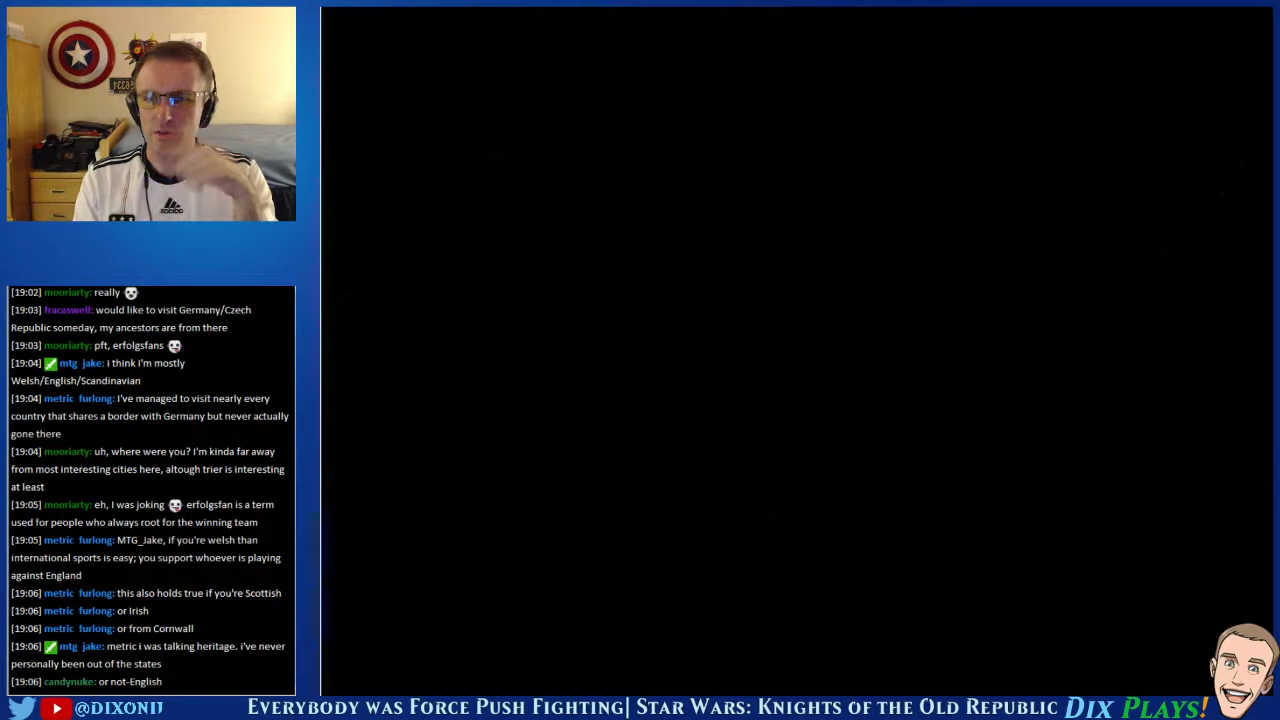 [19:02] mooriarty: really
[19:03] fracaswell: would like to visit Germany/Czech
Republic someday, my ancestors are from there
[19:03] mooriarty: pft, erfolgsfans
[19:04] mtg_jake: i think i'm mostly
Welsh/English/Scandinavian
[19:04] metric_furlong: I've managed to visit nearly every
country that shares a border with Germany but never actually
gone there
[19:04] mooriarty: uh, where were you? I'm kinda far away
from most interesting cities here, altough trier is interesting
at least
[19:05] mooriarty: eh, I was joking erfolgsfan is a term
used for people who always root for the winning team
[19:05] metric_furlong: MTG_Jake, if you're welsh than
international sports is easy; you support whoever is playing
against England
[19:06] metric_furlong: this also holds true if you're Scottish
[19:06] metric_furlong: or Irish
[19:06] metric_furlong: or from Cornwall
[19:06] mtg_jake: metric i was talking heritage. i've never
personally been out of the states
[19:06] candynuke: or not-English
@DIXONIJ Everybody was Force Push Fighting| Star Wars: Knights of the Old Republic Dix Plays!